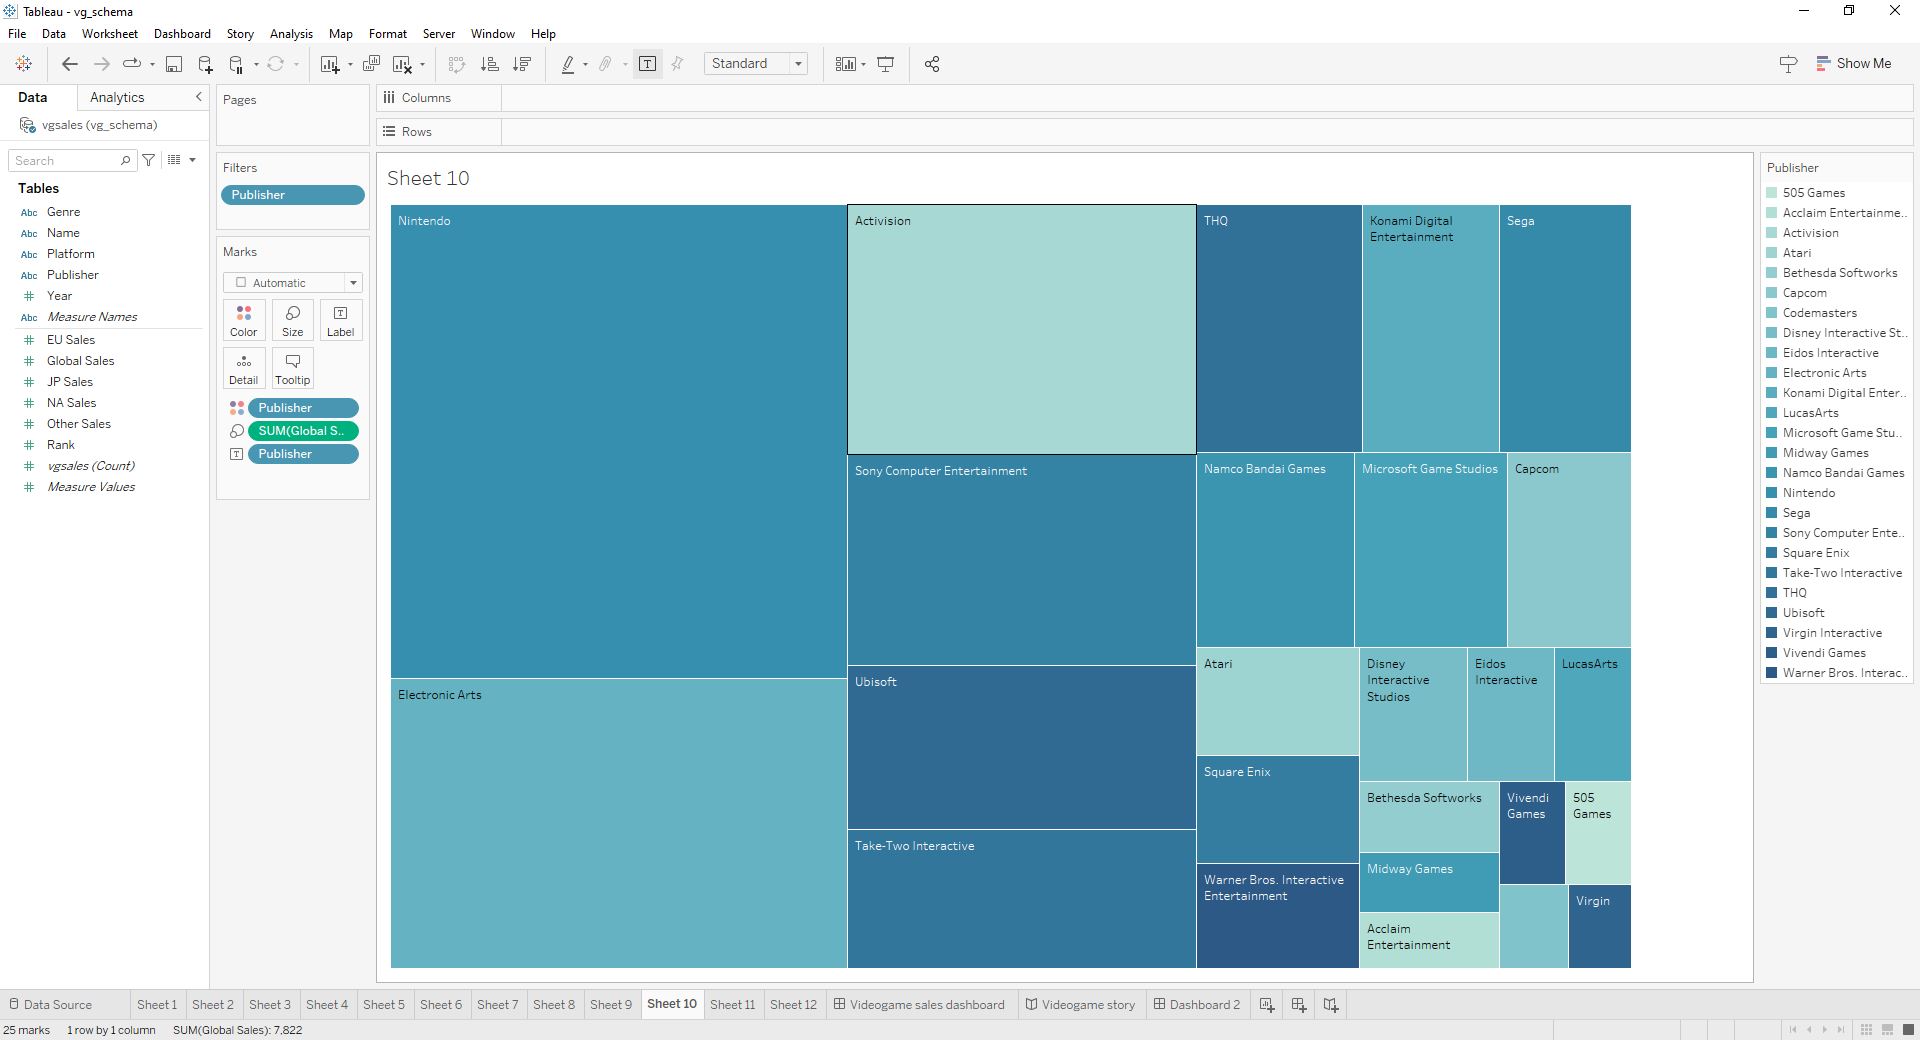 Tableau - vg_schema
File Data Worksheet Dashboard Story Analysis Map Format Server Window Help
Standard
Show Me
Data Analytics
vgsales (vg_schema)
Search
Tables
Abc Genre
Abc Name
Abc Platform
Abc Publisher
# Year
Abc Measure Names
# EU Sales
# Global Sales
# JP Sales
# NA Sales
# Other Sales
# Rank
# vgsales (Count)
# Measure Values
Pages
Filters
Publisher
Marks
Automatic
Color Size Label
Detail Tooltip
Publisher
SUM(Global S..
Publisher
Columns
Rows
Sheet 10
Nintendo
Electronic Arts
Activision
Sony Computer Entertainment
Ubisoft
Take-Two Interactive
THQ
Konami Digital
Entertainment
Sega
Namco Bandai Games
Microsoft Game Studios
Capcom
Atari
Disney
Interactive
Studios
Eidos
Interactive
LucasArts
Square Enix
Bethesda Softworks
Vivendi
Games
505
Games
Midway Games
Warner Bros. Interactive
Entertainment
Acclaim
Entertainment
Virgin
Publisher
505 Games
Acclaim Entertainme..
Activision
Atari
Bethesda Softworks
Capcom
Codemasters
Disney Interactive St..
Eidos Interactive
Electronic Arts
Konami Digital Enter..
LucasArts
Microsoft Game Stu..
Midway Games
Namco Bandai Games
Nintendo
Sega
Sony Computer Ente..
Square Enix
Take-Two Interactive
THQ
Ubisoft
Virgin Interactive
Vivendi Games
Warner Bros. Interac..
Data Source Sheet 1 Sheet 2 Sheet 3 Sheet 4 Sheet 5 Sheet 6 Sheet 7 Sheet 8 Sheet 9 Sheet 10 Sheet 11 Sheet 12 Videogame sales dashboard Videogame story Dashboard 2
25 marks 1 row by 1 column SUM(Global Sales): 7,822